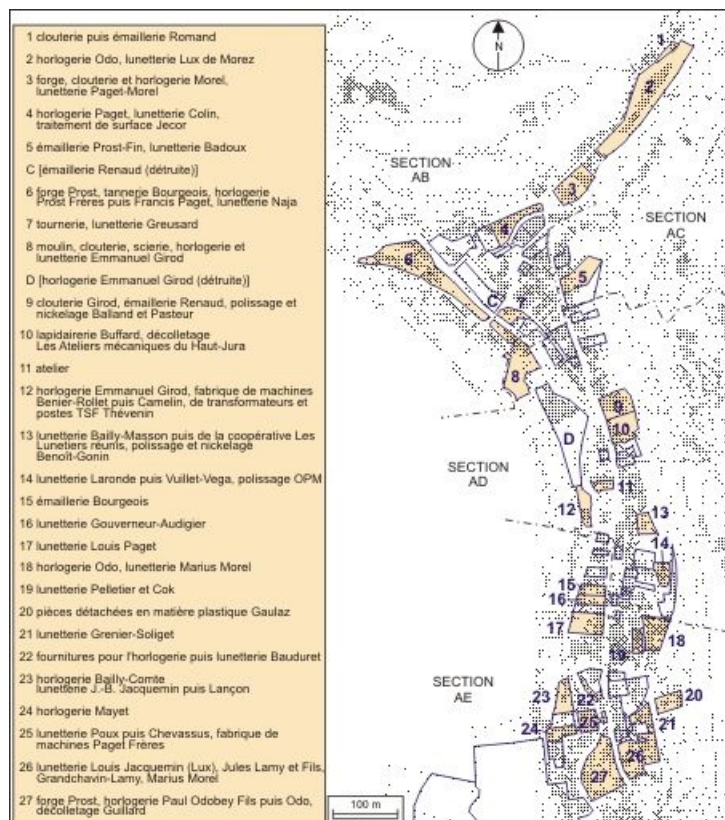 1 clouterie puis émaillerie Romand
2 horlogerie Odo, lunetterie Lux de Morez
3 forge, clouterie et horlogerie Morel,
lunetterie Paget-Morel
4 horlogerie Paget, lunetterie Colin,
traitement de surface Jecor
5 émaillerie Prost-Fin, lunetterie Badoux
C [émaillerie Renaud (détruite)]
6 forge Prost, tannerie Bourgeois, horlogerie
Prost Frères puis Francis Paget, lunetterie Naja
7 tournerie, lunetterie Greusard
8 moulin, clouterie, scierie, horlogerie et
lunetterie Emmanuel Girod
D [horlogerie Emmanuel Girod (détruite)]
9 clouterie Girod, émaillerie Renaud, polissage et
nickelage Balland et Pasteur
10 lapidairerie Buffard, décolletage
Les Ateliers mécaniques du Haut-Jura
11 atelier
12 horlogerie Emmanuel Girod, fabrique de machines
Benier-Rollet puis Camelin, de transformateurs et
postes TSF Thévenin
13 lunetterie Bailly-Masson puis de la coopérative Les
Lunetiers réunis, polissage et nickelage
Benoît-Gonin
14 lunetterie Laronde puis Vuillet-Vega, polissage OPM
15 émaillerie Bourgeois
16 lunetterie Gouverneur-Audigier
17 lunetterie Louis Paget
18 horlogerie Odo, lunetterie Marius Morel
19 lunetterie Pelletier et Cok
20 pièces détachées en matière plastique Gaulaz
21 lunetterie Grenier-Soliget
22 fournitures pour l'horlogerie puis lunetterie Bauduret
23 horlogerie Bailly-Comte
lunetterie J.-B. Jacquemin puis Lançon
24 horlogerie Mayet
25 lunetterie Poux puis Chevassus, fabrique de
machines Paget Frères
26 lunetterie Louis Jacquemin (Lux), Jules Lamy et Fils,
Grandchavin-Lamy, Marius Morel
27 forge Prost, horlogerie Paul Odobey Fils puis Odo,
décolletage Guillard
N
1
2
3
SECTION
AB
SECTION
AC
4
6
5
C
7
8
9
10
D
SECTION
AD
11
12
13
14
15
16
17
18
19
SECTION
AE
23
22
20
21
24
25
26
27
100 m